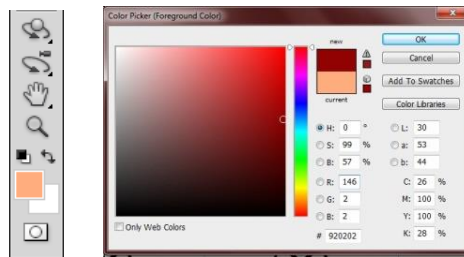 Color Picker (Foreground Color)
new
current
OK
Cancel
Add To Swatches
Color Libraries
H: 0 °
L: 30
S: 99 %
a: 53
B: 57 %
b: 44
R: 146
C: 26 %
G: 2
M: 100 %
B: 2
Y: 100 %
# 920202
K: 28 %
Only Web Colors